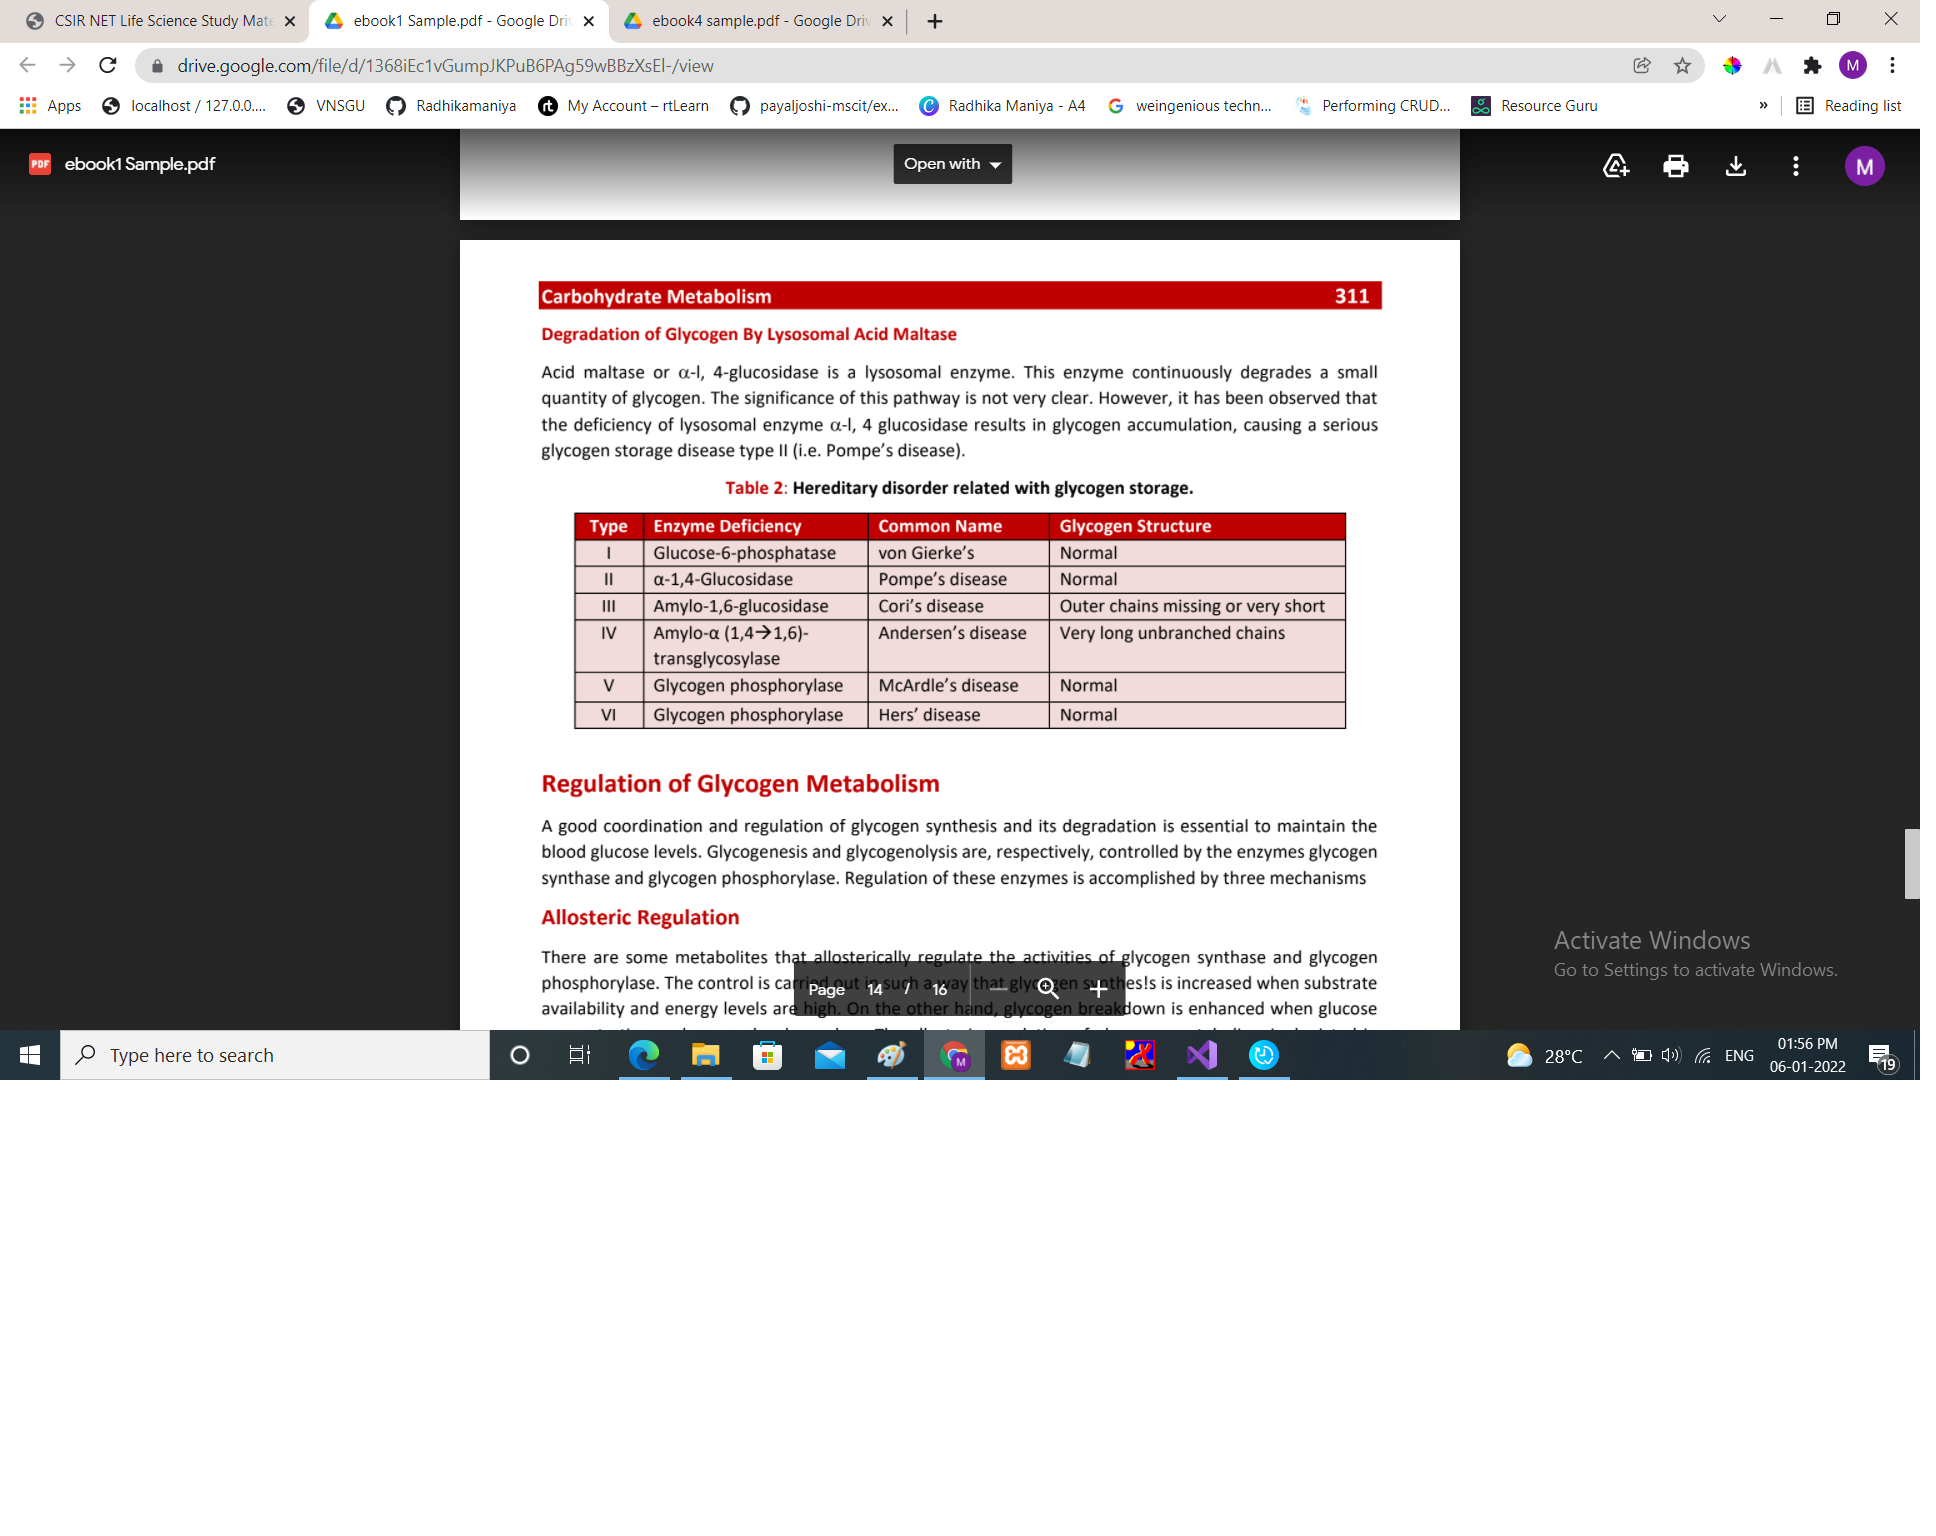 CSIR NET Life Science Study Mate
ebook1 Sample.pdf - Google Driv
ebook4 sample.pdf - Google Driv
drive.google.com/file/d/1368iEc1vGumpJKPuB6PAg59wBBzXsEl-/view
M
Apps
localhost / 127.0.0....
VNSGU
Radhikamaniya
rt My Account – rtLearn
payaljoshi-mscit/ex...
Radhika Maniya - A4
weingenious techn...
Performing CRUD...
Resource Guru
»
Reading list
PDF ebook1 Sample.pdf
Open with
M
Carbohydrate Metabolism 311
Degradation of Glycogen By Lysosomal Acid Maltase
Acid maltase or α-l, 4-glucosidase is a lysosomal enzyme. This enzyme continuously degrades a small
quantity of glycogen. The significance of this pathway is not very clear. However, it has been observed that
the deficiency of lysosomal enzyme α-l, 4 glucosidase results in glycogen accumulation, causing a serious
glycogen storage disease type II (i.e. Pompe's disease).
Table 2: Hereditary disorder related with glycogen storage.
Type Enzyme Deficiency Common Name Glycogen Structure
I Glucose-6-phosphatase von Gierke's Normal
II α-1,4-Glucosidase Pompe's disease Normal
III Amylo-1,6-glucosidase Cori's disease Outer chains missing or very short
IV Amylo-α (1,4→1,6)- Andersen's disease Very long unbranched chains
transglycosylase
V Glycogen phosphorylase McArdle's disease Normal
VI Glycogen phosphorylase Hers' disease Normal
Regulation of Glycogen Metabolism
A good coordination and regulation of glycogen synthesis and its degradation is essential to maintain the
blood glucose levels. Glycogenesis and glycogenolysis are, respectively, controlled by the enzymes glycogen
synthase and glycogen phosphorylase. Regulation of these enzymes is accomplished by three mechanisms
Allosteric Regulation
There are some metabolites that allosterically regulate the activities of glycogen synthase and glycogen
phosphorylase. The control is carried out in such a way that glycogen synthes!s is increased when substrate
availability and energy levels are high. On the other hand, glycogen breakdown is enhanced when glucose
Page 14 / 16
Activate Windows
Go to Settings to activate Windows.
Type here to search
M
28°C
ENG
01:56 PM
06-01-2022
19